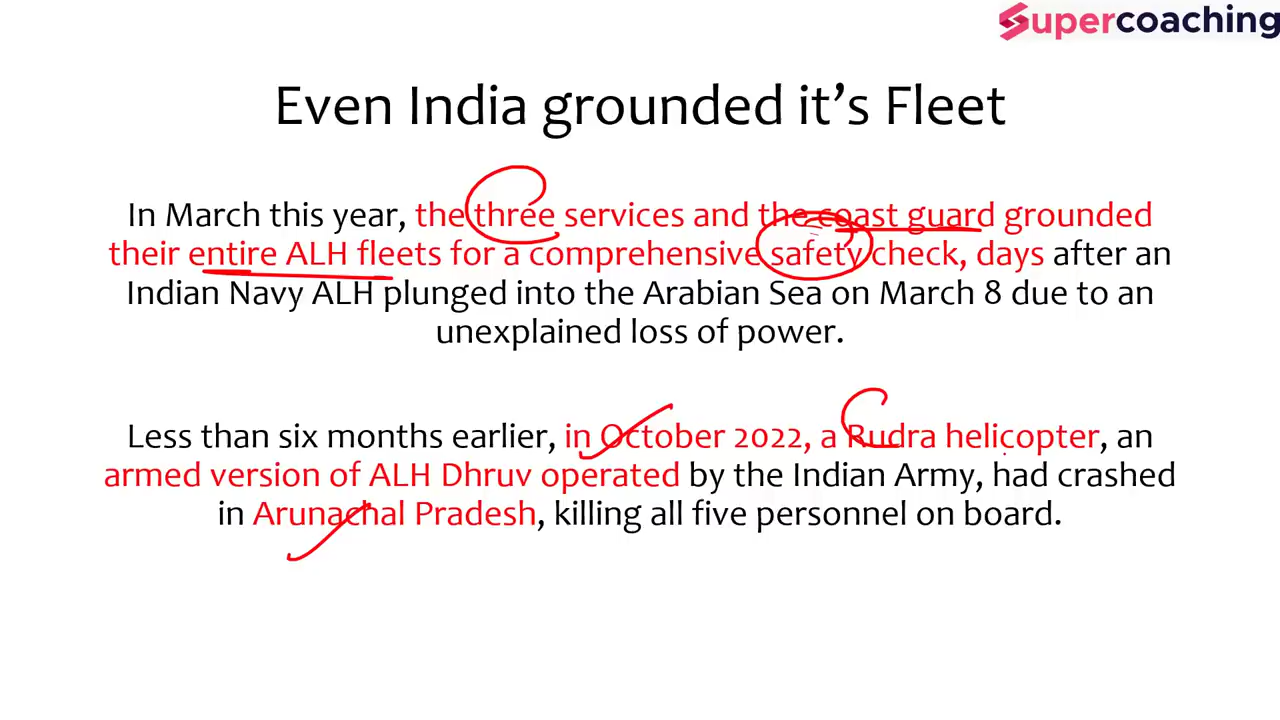 Supercoaching
Even India grounded it’s Fleet
In March this year, the three services and the coast guard grounded
their entire ALH fleets for a comprehensive safety check, days after an
Indian Navy ALH plunged into the Arabian Sea on March 8 due to an
unexplained loss of power.
Less than six months earlier, in October 2022, a Rudra helicopter, an
armed version of ALH Dhruv operated by the Indian Army, had crashed
in Arunachal Pradesh, killing all five personnel on board.